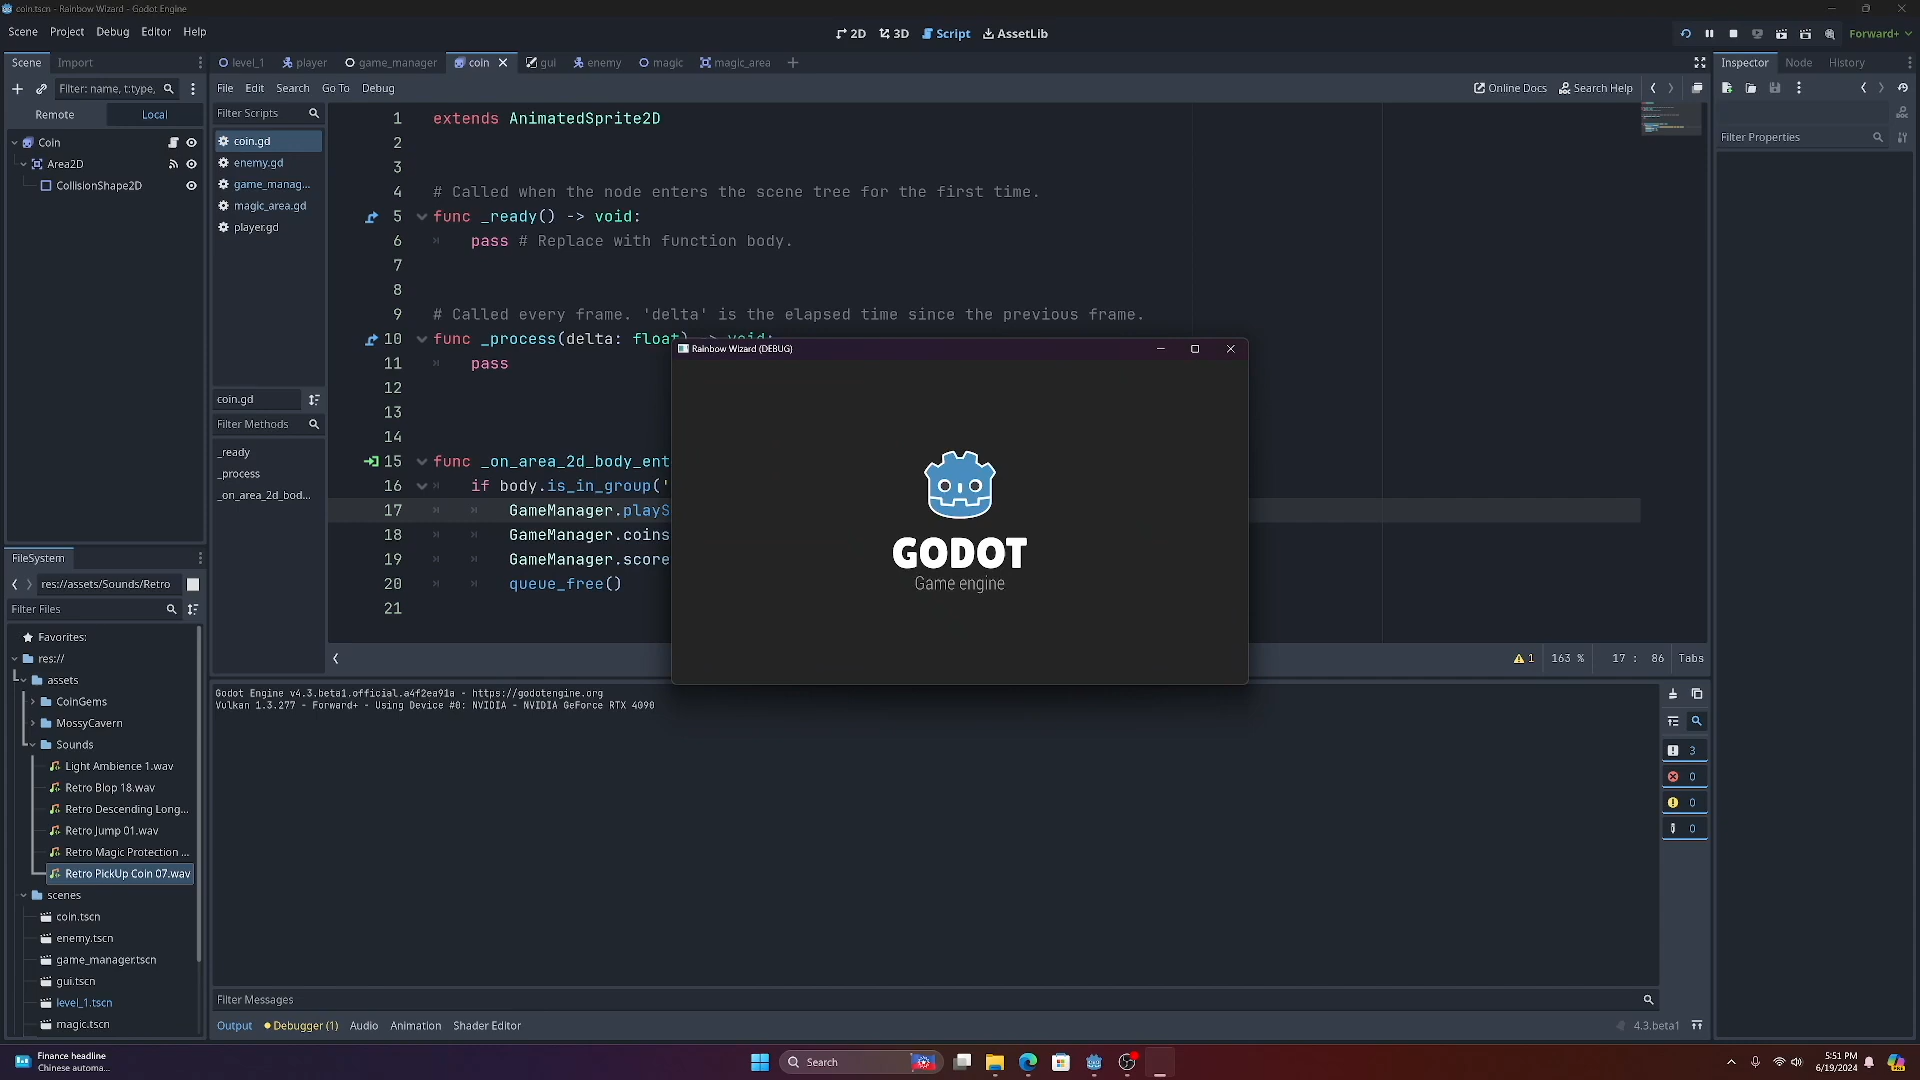 coin.tscn - Rainbow Wizard - Godot Engine
Scene Project Debug Editor Help
2D 3D Script AssetLib
Forward+
Scene Import
level_1 player game_manager coin gui enemy magic magic_area
Inspector Node History
Filter: name, t:type,
File Edit Search Go To Debug
Online Docs Search Help
Remote Local
Filter Scripts
Filter Properties
Coin
Area2D
CollisionShape2D
coin.gd
enemy.gd
game_manag...
magic_area.gd
player.gd
coin.gd
Filter Methods
_ready
_process
_on_area_2d_bod...
1 extends AnimatedSprite2D
2
3
4 # Called when the node enters the scene tree for the first time.
5 func _ready() -> void:
6 pass # Replace with function body.
7
8
9 # Called every frame. 'delta' is the elapsed time since the previous frame.
10 func _process(delta: float) -> void:
11 pass
12
13
14
15 func _on_area_2d_body_ent
16 if body.is_in_group('
17 GameManager.playS
18 GameManager.coins
19 GameManager.score
20 queue_free()
21
Rainbow Wizard (DEBUG)
GODOT
Game engine
1 163 % 17 : 86 Tabs
FileSystem
res://assets/Sounds/Retro
Filter Files
Favorites:
res://
assets
CoinGems
MossyCavern
Sounds
Light Ambience 1.wav
Retro Blop 18.wav
Retro Descending Long...
Retro Jump 01.wav
Retro Magic Protection ...
Retro PickUp Coin 07.wav
scenes
coin.tscn
enemy.tscn
game_manager.tscn
gui.tscn
level_1.tscn
magic.tscn
Godot Engine v4.3.beta1.official.a4f2ea91a - https://godotengine.org
Vulkan 1.3.277 - Forward+ - Using Device #0: NVIDIA - NVIDIA GeForce RTX 4090
3
0
0
0
Filter Messages
Output Debugger (1) Audio Animation Shader Editor
4.3.beta1
Finance headline
Chinese automa...
Search
5:51 PM
6/19/2024